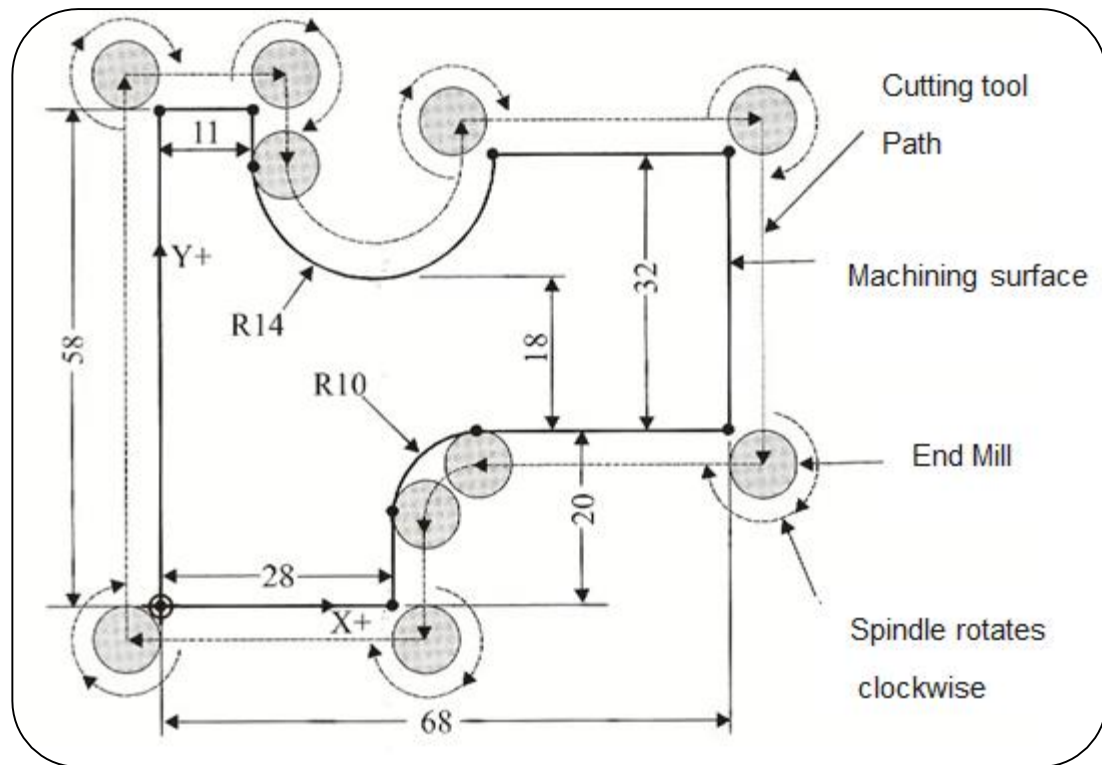 Cutting tool
Path
11
Y+
Machining surface
R14
32
58
18
R10
End Mill
20
28
X+
Spindle rotates
clockwise
68